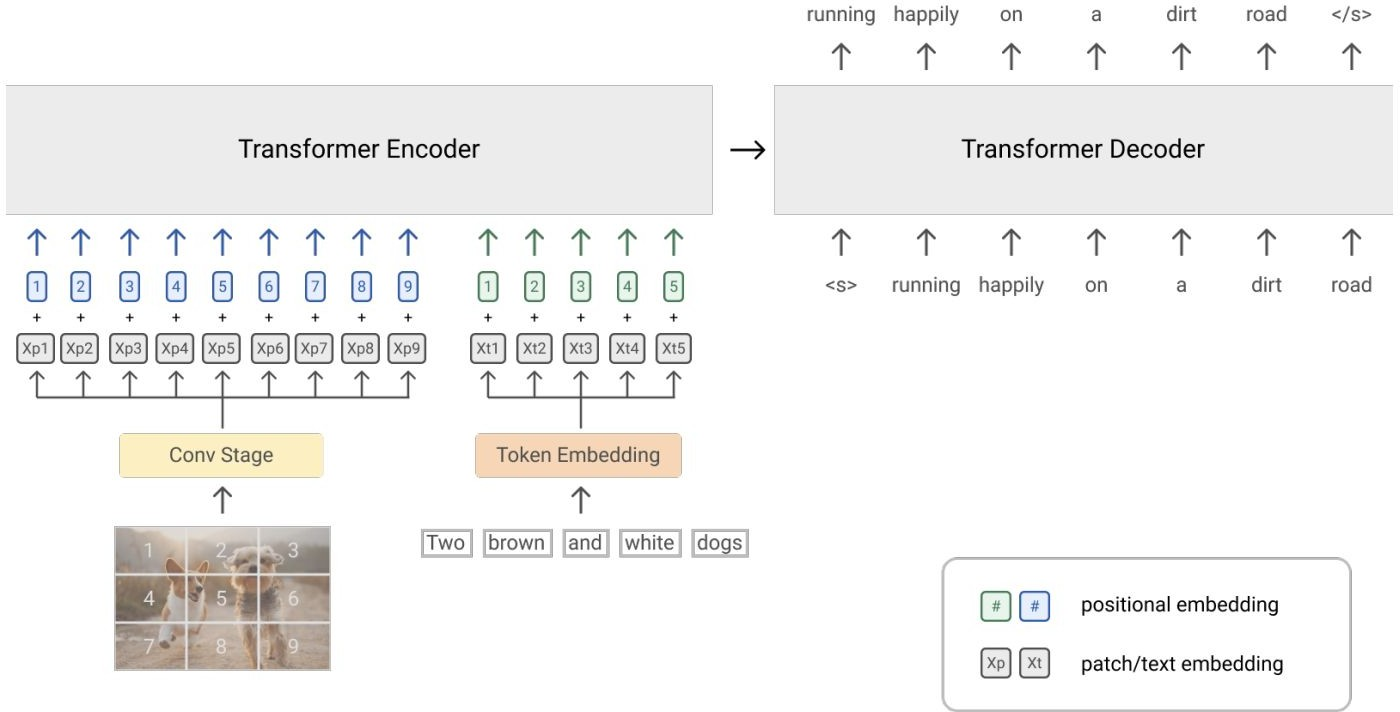 running happily on a dirt road </s>
Transformer Encoder
Transformer Decoder
1 2 3 4 5 6 7 8 9 1 2 3 4 5
<s> running happily on a dirt road
+ + + + + + + + + + + + + +
Xp1 Xp2 Xp3 Xp4 Xp5 Xp6 Xp7 Xp8 Xp9 Xt1 Xt2 Xt3 Xt4 Xt5
Conv Stage
Token Embedding
Two brown and white dogs
1 2 3
4 5 6
7 8 9
# # positional embedding
Xp Xt patch/text embedding